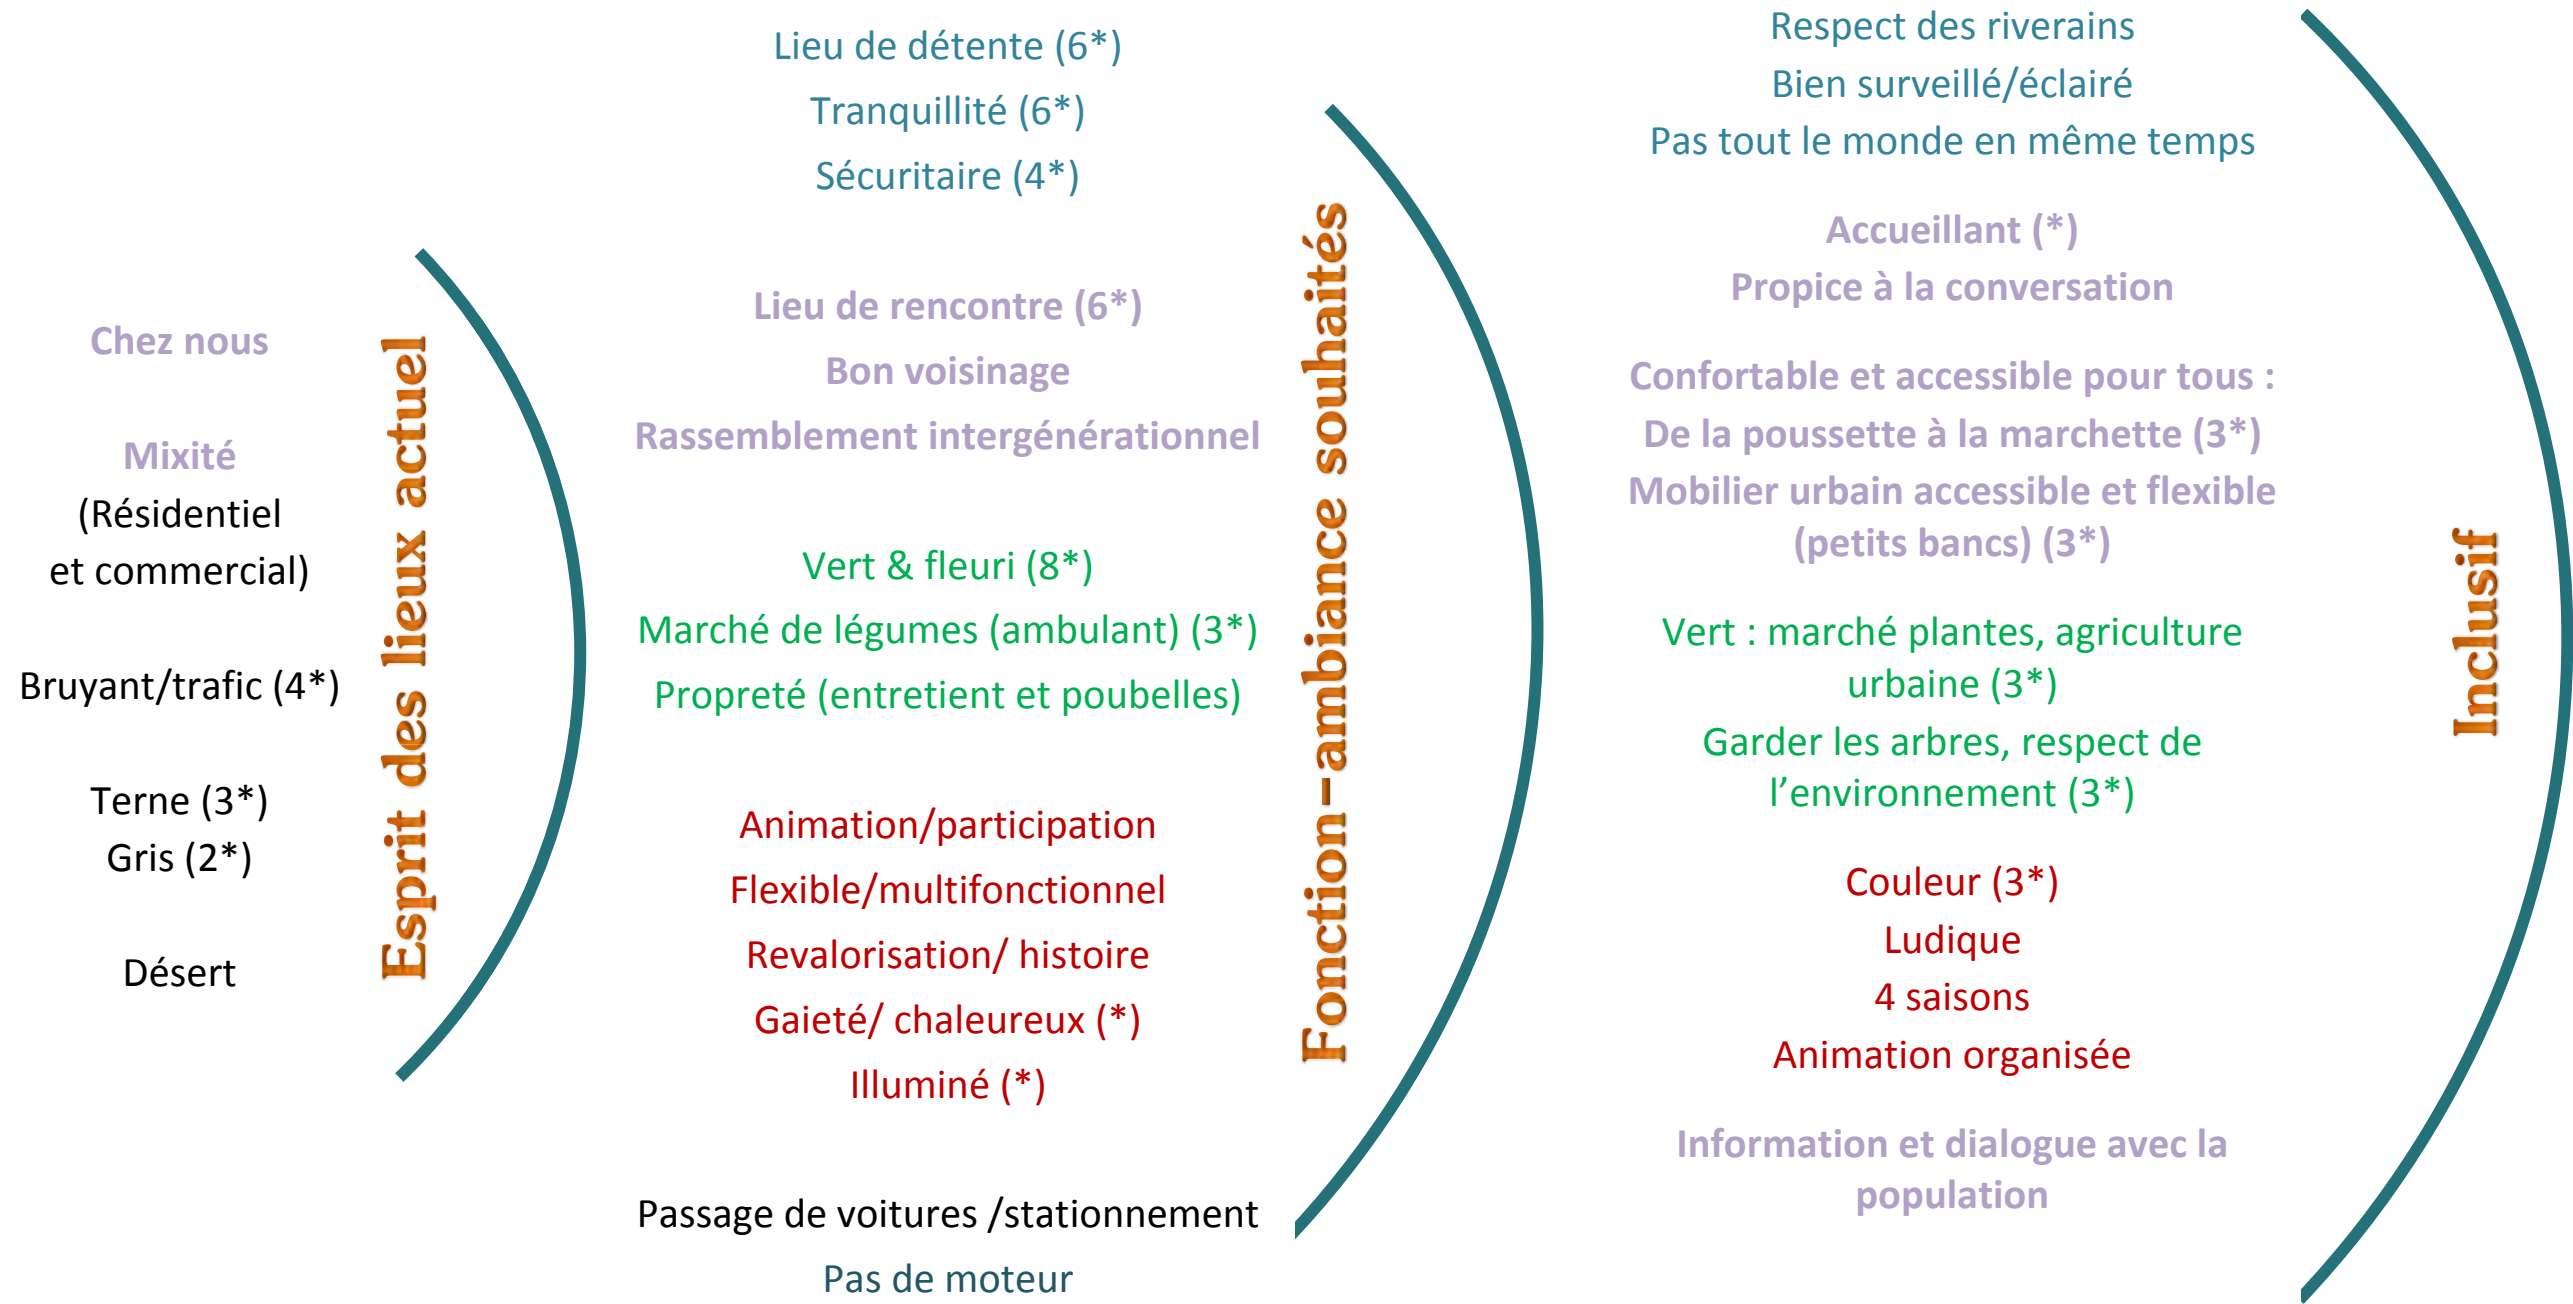 Chez nous
Mixité
(Résidentiel
et commercial)
Bruyant/trafic (4*)
Terne (3*)
Gris (2*)
Désert
Esprit des lieux actuel
Lieu de détente (6*)
Tranquillité (6*)
Sécuritaire (4*)
Lieu de rencontre (6*)
Bon voisinage
Rassemblement intergénérationnel
Vert & fleuri (8*)
Marché de légumes (ambulant) (3*)
Propreté (entretient et poubelles)
Animation/participation
Flexible/multifonctionnel
Revalorisation/ histoire
Gaieté/ chaleureux (*)
Illuminé (*)
Passage de voitures /stationnement
Pas de moteur
Fonction–ambiance souhaités
Respect des riverains
Bien surveillé/éclairé
Pas tout le monde en même temps
Accueillant (*)
Propice à la conversation
Confortable et accessible pour tous :
De la poussette à la marchette (3*)
Mobilier urbain accessible et flexible
(petits bancs) (3*)
Vert : marché plantes, agriculture
urbaine (3*)
Garder les arbres, respect de
l’environnement (3*)
Couleur (3*)
Ludique
4 saisons
Animation organisée
Information et dialogue avec la
population
Inclusif